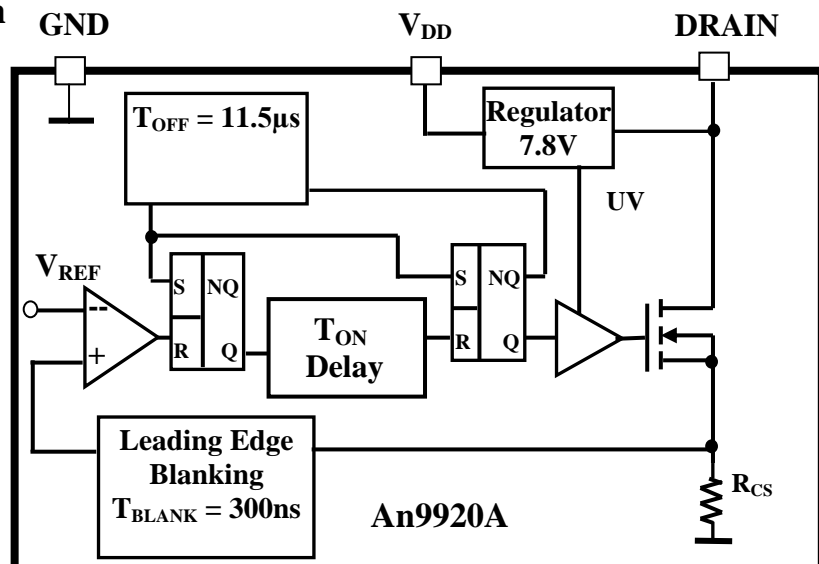 GND
V_DD
DRAIN
T_OFF = 11.5µs
Regulator
7.8V
UV
V_REF
--
+
S
NQ
R
Q
T_ON
Delay
S
NQ
R
Q
Leading Edge
Blanking
T_BLANK = 300ns
An9920A
R_CS